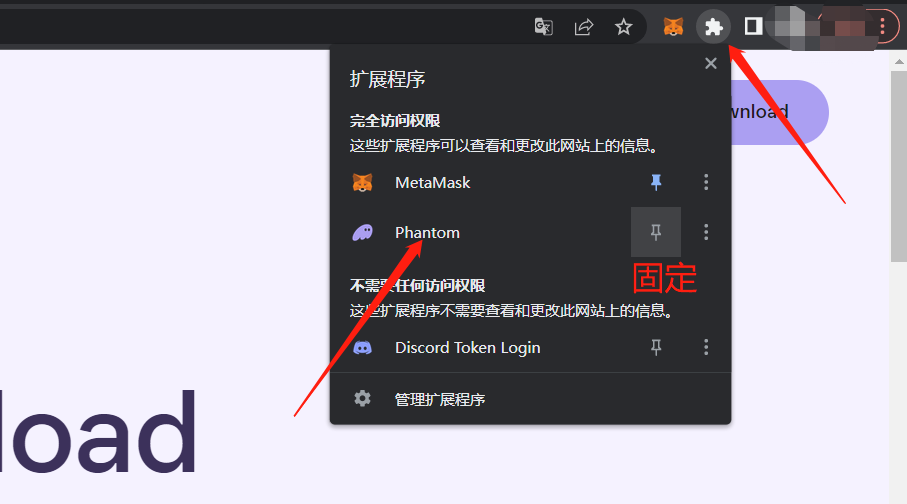 扩展程序
wnload
完全访问权限
这些扩展程序可以查看和更改此网站上的信息。
MetaMask
Phantom
固定
不需要任何访问权限
这些扩展程序不需要查看和更改此网站上的信息。
Discord Token Login
管理扩展程序
load